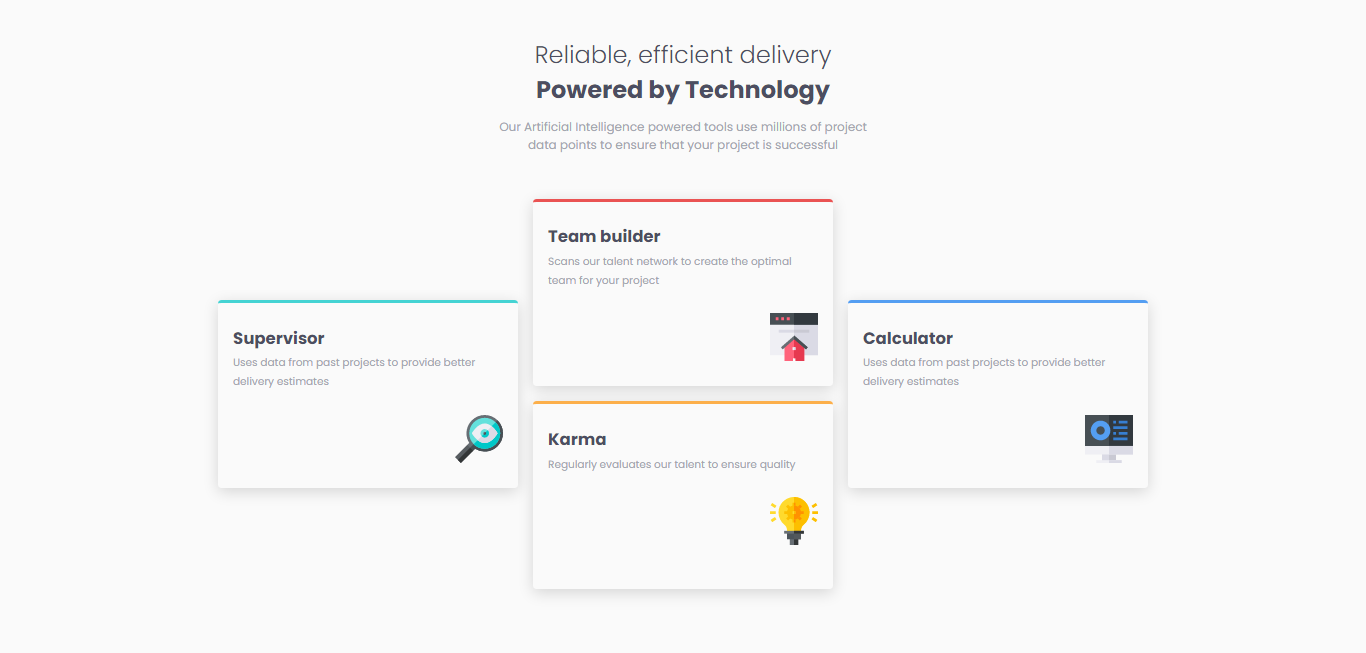 Reliable, efficient delivery
Powered by Technology
Our Artificial Intelligence powered tools use millions of project
data points to ensure that your project is successful
Supervisor
Uses data from past projects to provide better
delivery estimates
Team builder
Scans our talent network to create the optimal
team for your project
Karma
Regularly evaluates our talent to ensure quality
Calculator
Uses data from past projects to provide better
delivery estimates